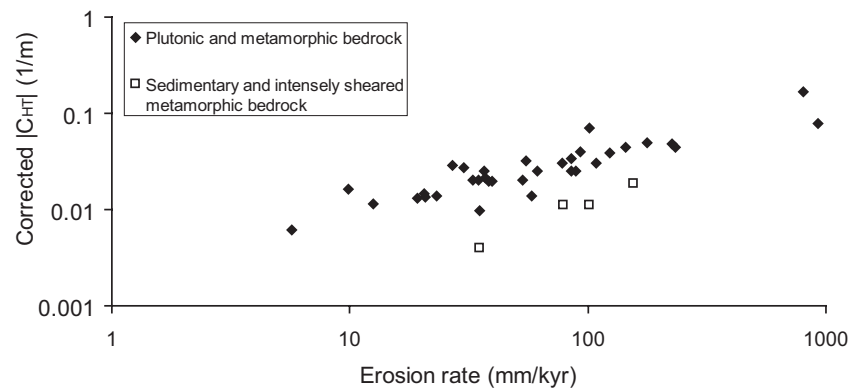 1
Plutonic and metamorphic bedrock
Sedimentary and intensely sheared
metamorphic bedrock
0.1
0.01
0.001
Corrected |CHT| (1/m)
1
10
100
1000
Erosion rate (mm/kyr)